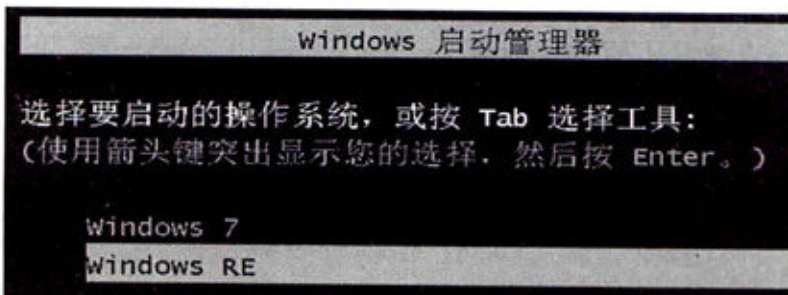 Windows 启动管理器
选择要启动的操作系统，或按 Tab 选择工具:
(使用箭头键突出显示您的选择，然后按 Enter。)
Windows 7
Windows RE